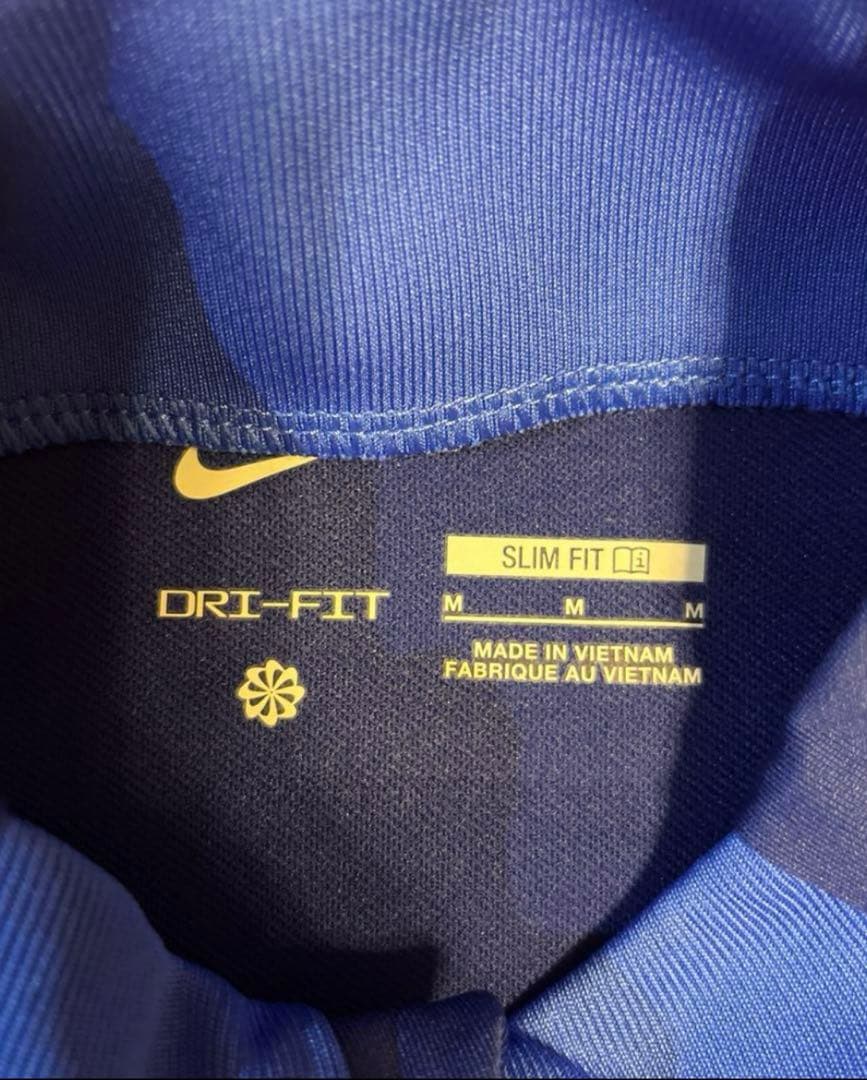 DRI-FIT
SLIM FIT
M M M
MADE IN VIETNAM
FABRIQUE AU VIETNAM